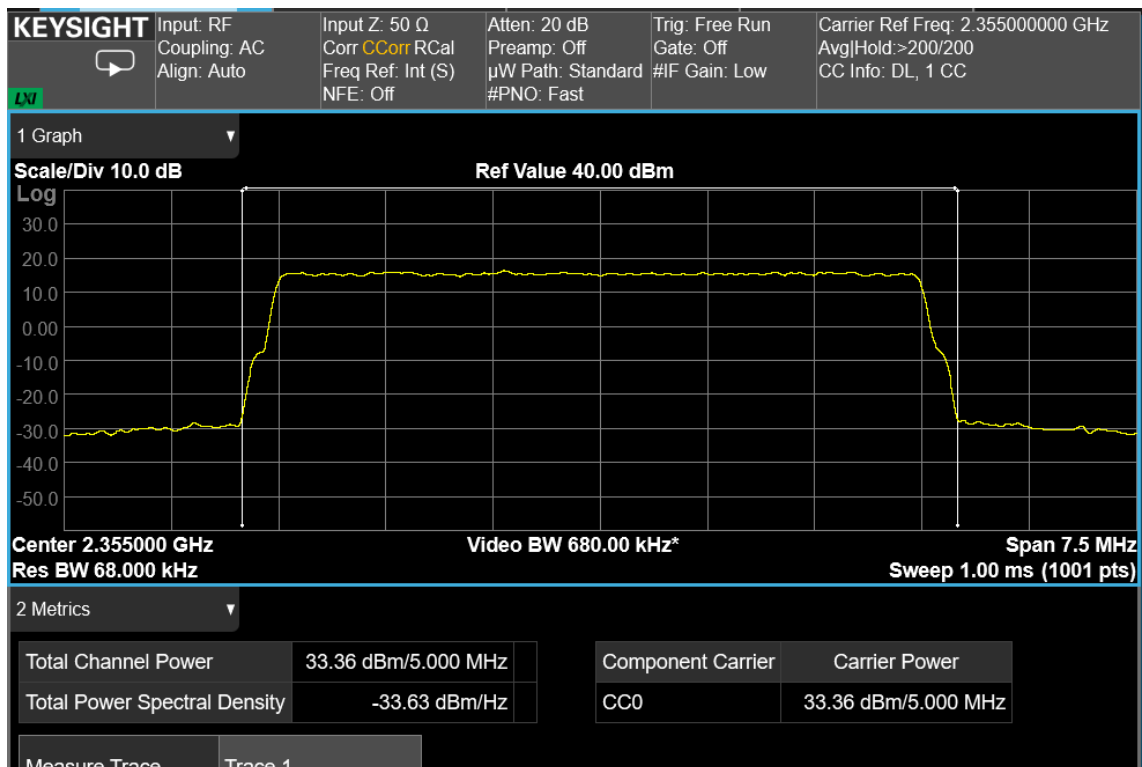 KEYSIGHT
LXI
Input: RF
Coupling: AC
Align: Auto
Input Z: 50 Ω
Corr CCorr RCal
Freq Ref: Int (S)
NFE: Off
Atten: 20 dB
Preamp: Off
µW Path: Standard
#PNO: Fast
Trig: Free Run
Gate: Off
#IF Gain: Low
Carrier Ref Freq: 2.355000000 GHz
Avg|Hold:>200/200
CC Info: DL, 1 CC
1 Graph
Scale/Div 10.0 dB
Ref Value 40.00 dBm
Log
30.0
20.0
10.0
0.00
-10.0
-20.0
-30.0
-40.0
-50.0
Center 2.355000 GHz
Video BW 680.00 kHz*
Span 7.5 MHz
Res BW 68.000 kHz
Sweep 1.00 ms (1001 pts)
2 Metrics
Total Channel Power 33.36 dBm/5.000 MHz
Total Power Spectral Density -33.63 dBm/Hz
Component Carrier Carrier Power
CC0 33.36 dBm/5.000 MHz
Measure Trace Trace 1